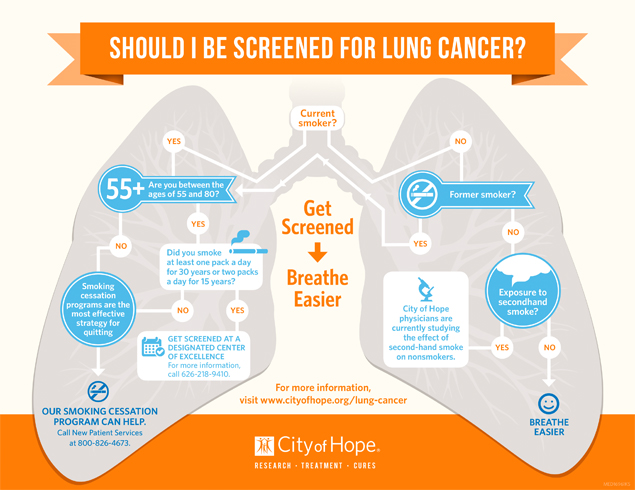 SHOULD I BE SCREENED FOR LUNG CANCER?
Current
smoker?
YES
NO
55+
Are you between the
ages of 55 and 80?
Former smoker?
YES
NO
YES
NO
Get
Screened
Breathe
Easier
Did you smoke
at least one pack a day
for 30 years or two packs
a day for 15 years?
Smoking
cessation
programs are the
most effective
strategy for
quitting
NO
YES
GET SCREENED AT A
DESIGNATED CENTER
OF EXCELLENCE
For more information,
call 626-218-9410.
Exposure to
secondhand
smoke?
City of Hope
physicians are
currently studying
the effect of
second-hand smoke
on nonsmokers.
YES
NO
OUR SMOKING CESSATION
PROGRAM CAN HELP.
Call New Patient Services
at 800-826-4673.
For more information,
visit www.cityofhope.org/lung-cancer
BREATHE
EASIER
City of Hope®
RESEARCH • TREATMENT • CURES